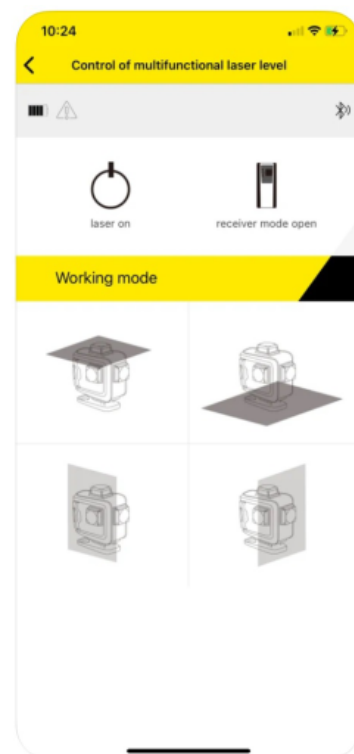 10:24
Control of multifunctional laser level
laser on
receiver mode open
Working mode